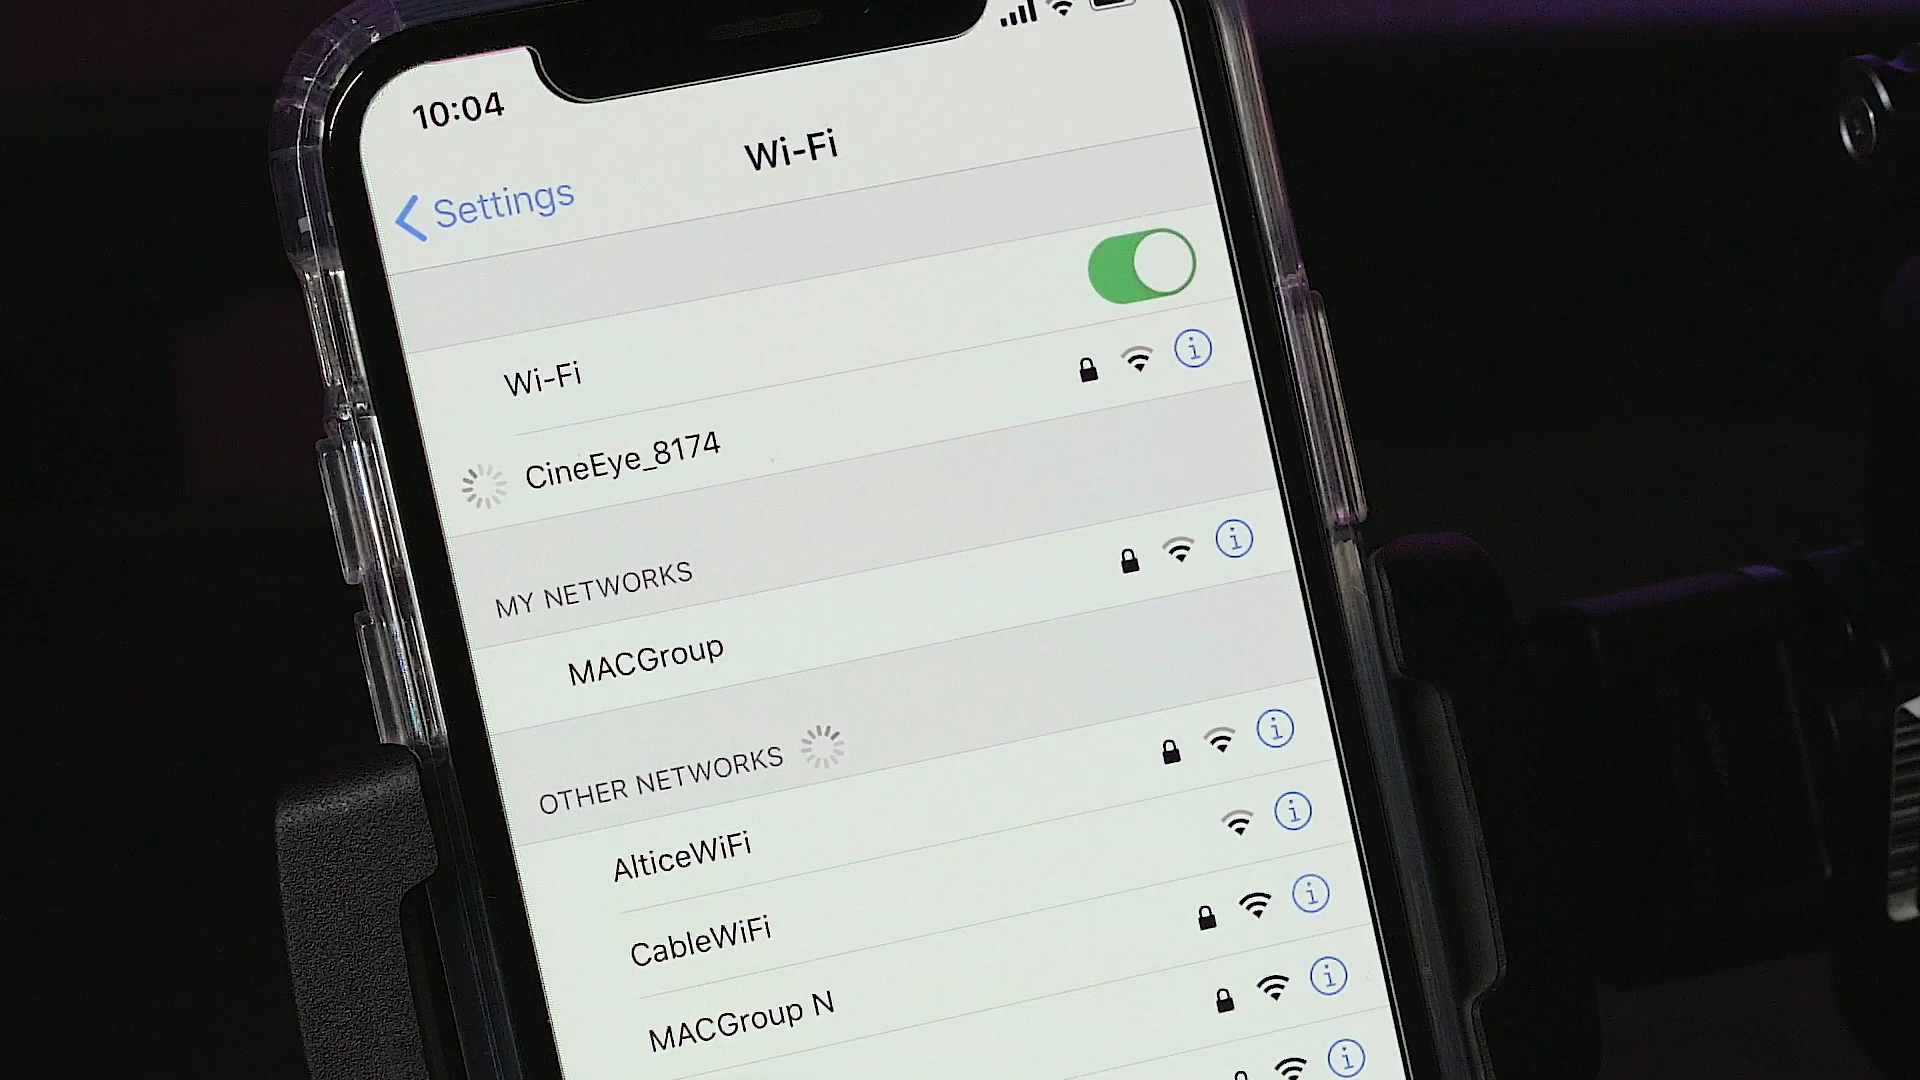 10:04
Wi-Fi
Settings
Wi-Fi
CineEye_8174
MY NETWORKS
MACGroup
OTHER NETWORKS
AlticeWiFi
CableWiFi
MACGroup N